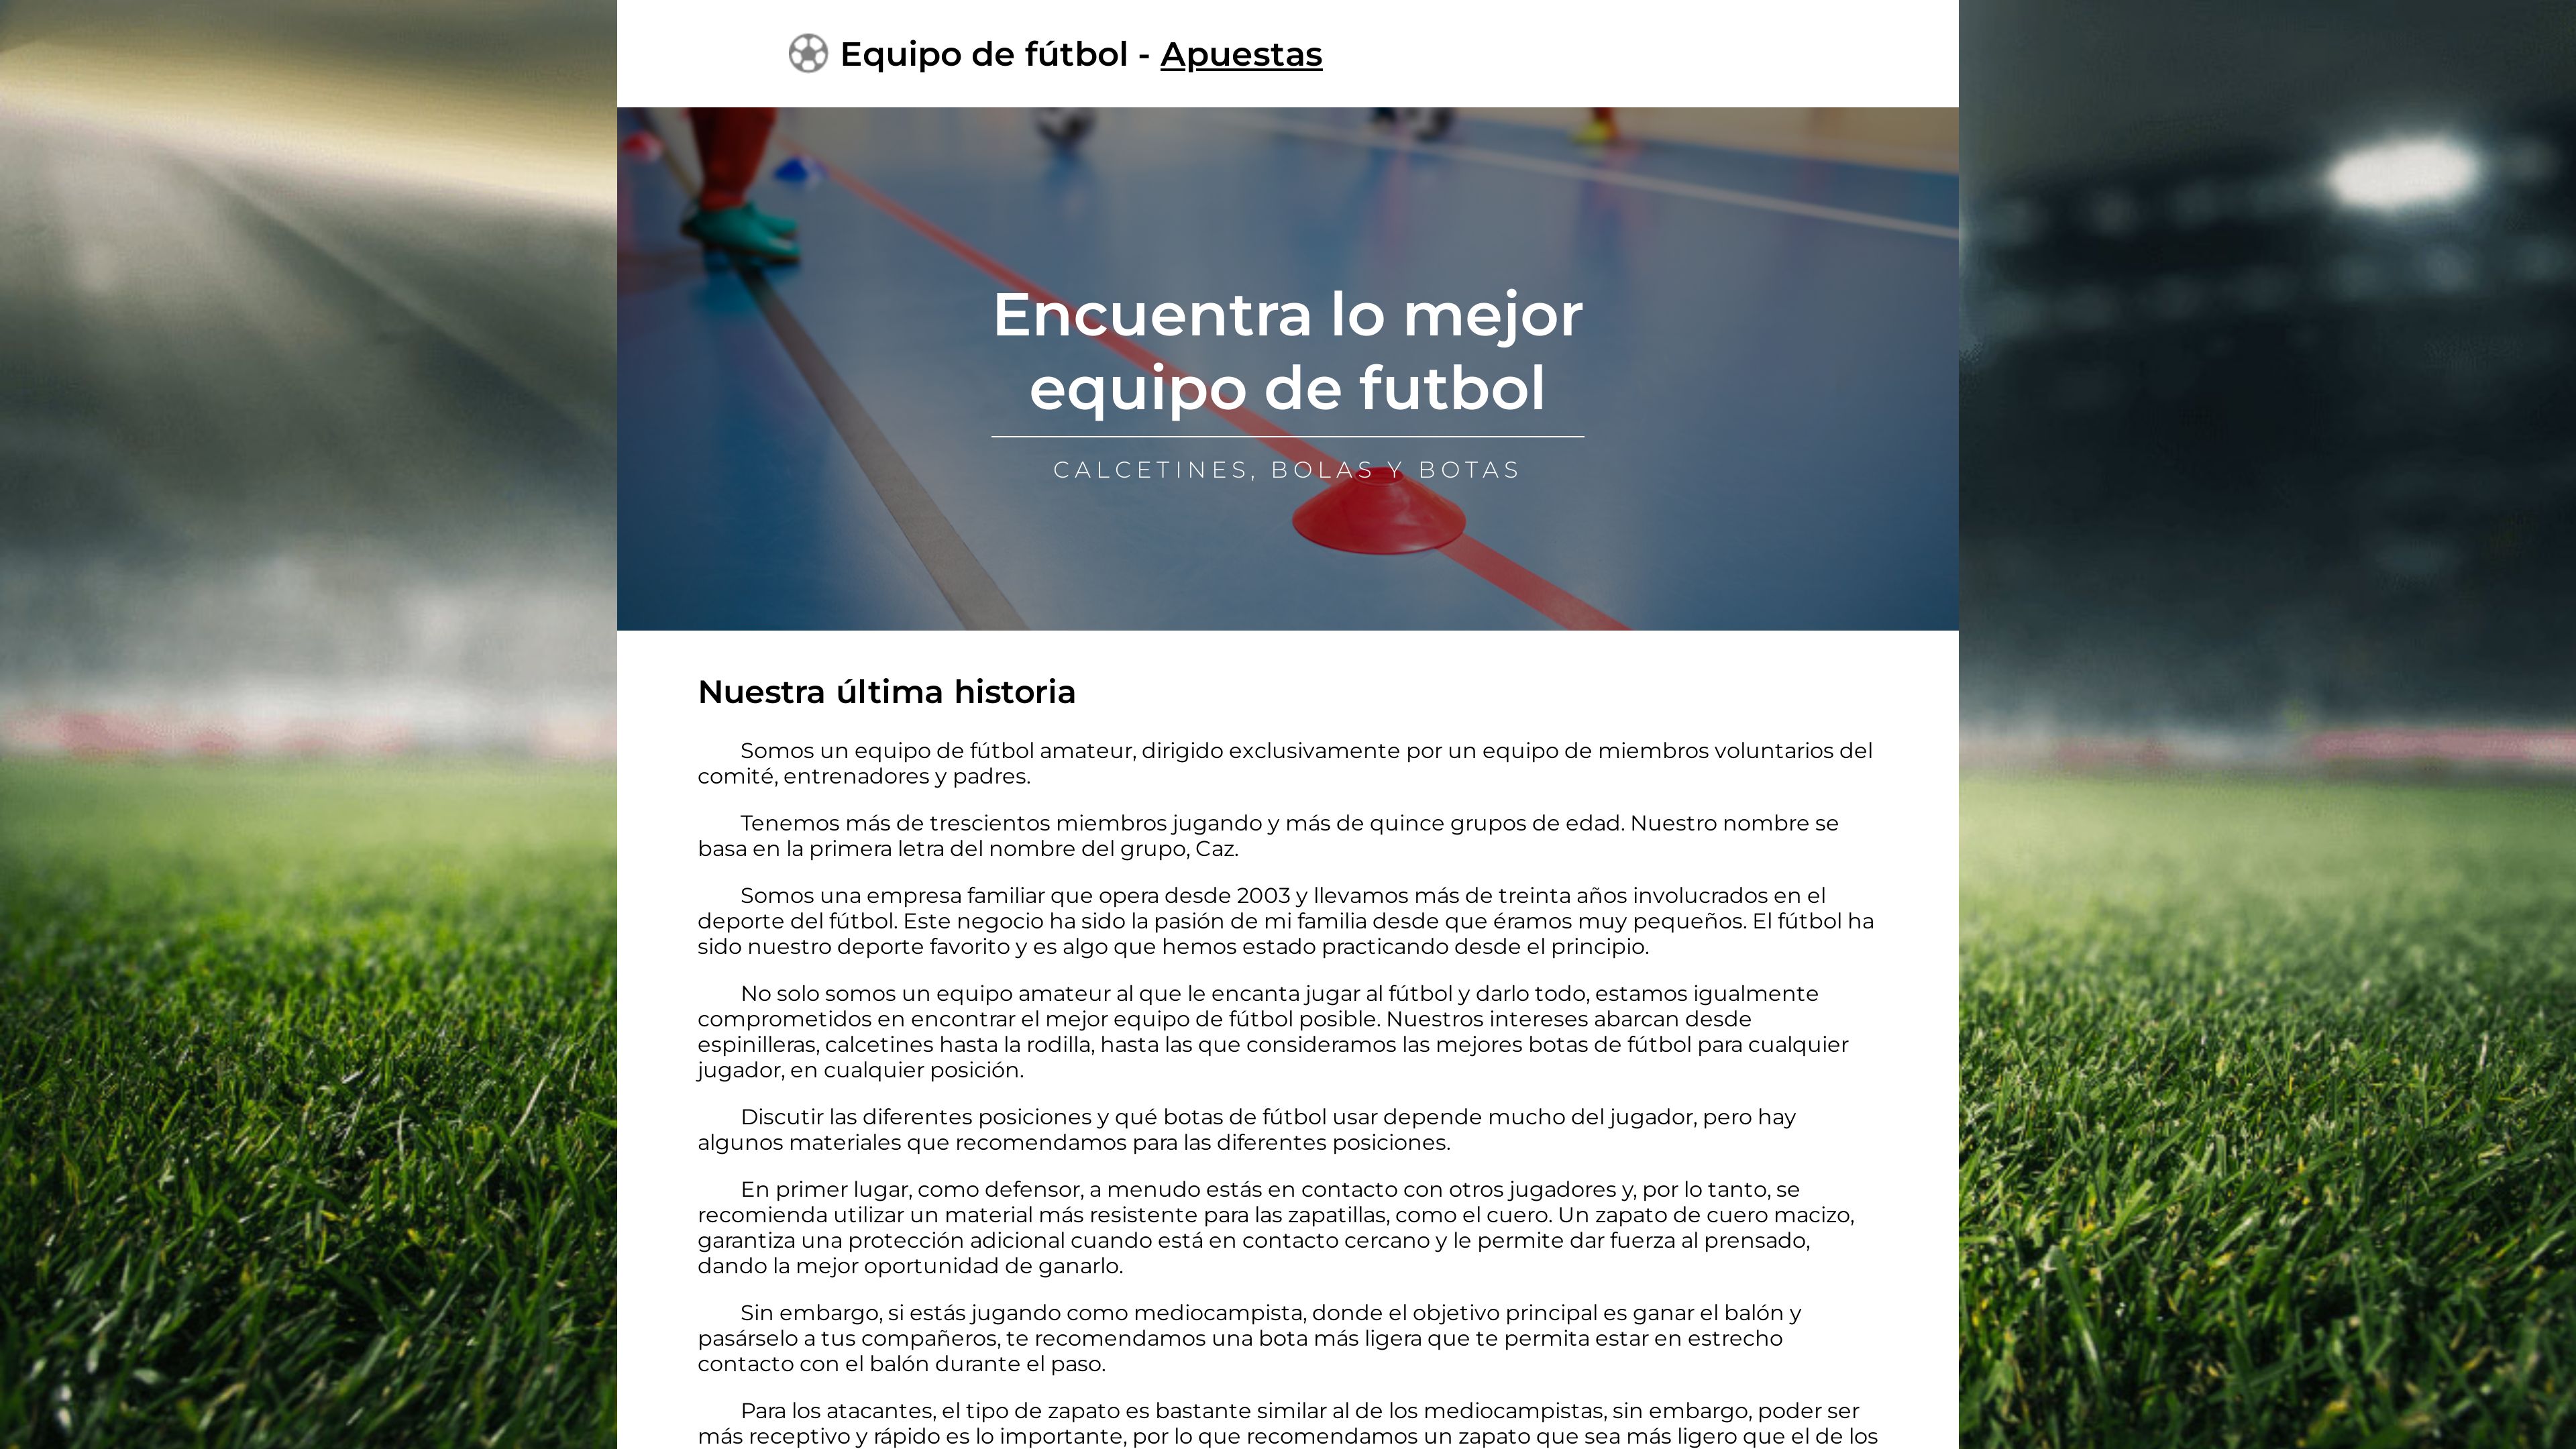 Equipo de fútbol - Apuestas
Encuentra lo mejor
equipo de futbol
CALCETINES, BOLAS Y BOTAS
Nuestra última historia
Somos un equipo de fútbol amateur, dirigido exclusivamente por un equipo de miembros voluntarios del
comité, entrenadores y padres.
Tenemos más de trescientos miembros jugando y más de quince grupos de edad. Nuestro nombre se
basa en la primera letra del nombre del grupo, Caz.
Somos una empresa familiar que opera desde 2003 y llevamos más de treinta años involucrados en el
deporte del fútbol. Este negocio ha sido la pasión de mi familia desde que éramos muy pequeños. El fútbol ha
sido nuestro deporte favorito y es algo que hemos estado practicando desde el principio.
No solo somos un equipo amateur al que le encanta jugar al fútbol y darlo todo, estamos igualmente
comprometidos en encontrar el mejor equipo de fútbol posible. Nuestros intereses abarcan desde
espinilleras, calcetines hasta la rodilla, hasta las que consideramos las mejores botas de fútbol para cualquier
jugador, en cualquier posición.
Discutir las diferentes posiciones y qué botas de fútbol usar depende mucho del jugador, pero hay
algunos materiales que recomendamos para las diferentes posiciones.
En primer lugar, como defensor, a menudo estás en contacto con otros jugadores y, por lo tanto, se
recomienda utilizar un material más resistente para las zapatillas, como el cuero. Un zapato de cuero macizo,
garantiza una protección adicional cuando está en contacto cercano y le permite dar fuerza al prensado,
dando la mejor oportunidad de ganarlo.
Sin embargo, si estás jugando como mediocampista, donde el objetivo principal es ganar el balón y
pasárselo a tus compañeros, te recomendamos una bota más ligera que te permita estar en estrecho
contacto con el balón durante el paso.
Para los atacantes, el tipo de zapato es bastante similar al de los mediocampistas, sin embargo, poder ser
más receptivo y rápido es lo importante, por lo que recomendamos un zapato que sea más ligero que el de los